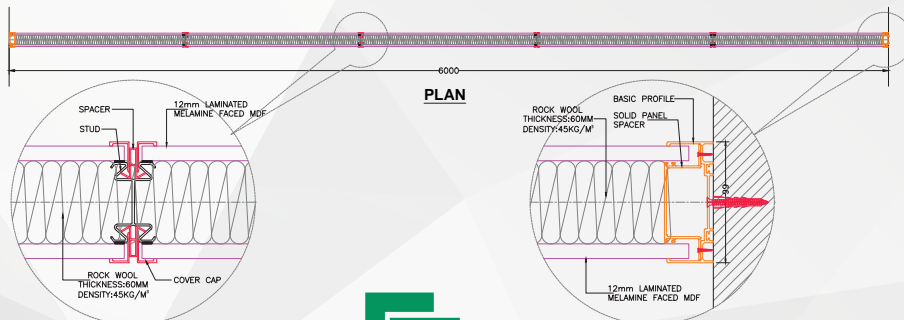 6000
PLAN
SPACER
STUD
12mm LAMINATED
MELAMINE FACED MDF
ROCK WOOL
THICKNESS:60MM
DENSITY:45KG/M³
COVER CAP
ROCK WOOL
THICKNESS:60MM
DENSITY:45KG/M³
BASIC PROFILE
SOLID PANEL
SPACER
99
12mm LAMINATED
MELAMINE FACED MDF